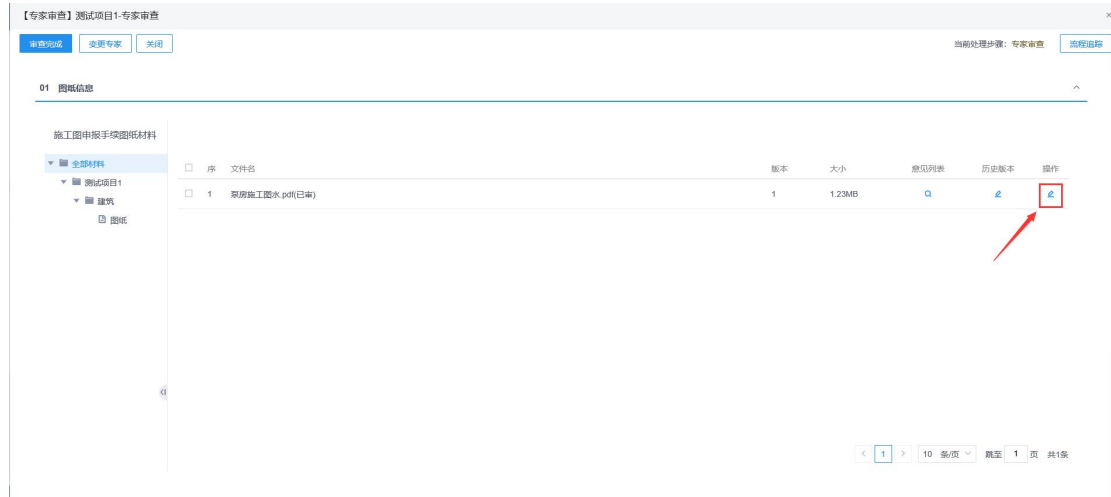 【专家审查】测试项目1-专家审查
审查完成 变更专家 关闭 当前处理步骤：专家审查 流程追踪
01 图纸信息
施工图申报手续图纸材料
全部材料
序 文件名 版本 大小 意见列表 历史版本 操作
测试项目1
1 泵房施工图水.pdf(已审) 1 1.23MB
建筑
图纸
1 10 条/页 跳至 1 页 共1条